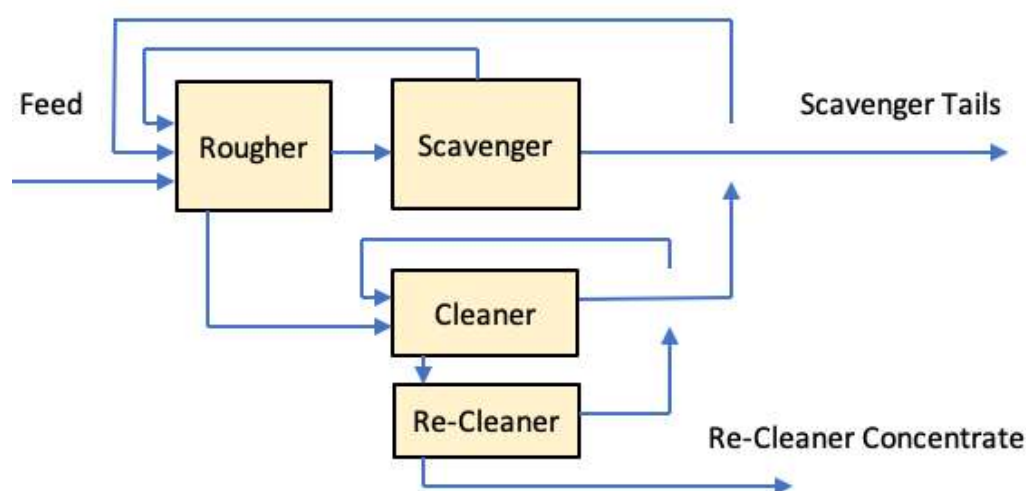 Feed
Scavenger Tails
Rougher
Scavenger
Cleaner
Re-Cleaner
Re-Cleaner Concentrate